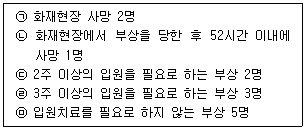 ㉠ 화재현장 사망 2명
㉡ 화재현장에서 부상을 당한 후 52시간 이내에
사망 1명
㉢ 2주 이상의 입원을 필요로 하는 부상 2명
㉣ 3주 이상의 입원을 필요로 하는 부상 3명
㉤ 입원치료를 필요로 하지 않는 부상 5명